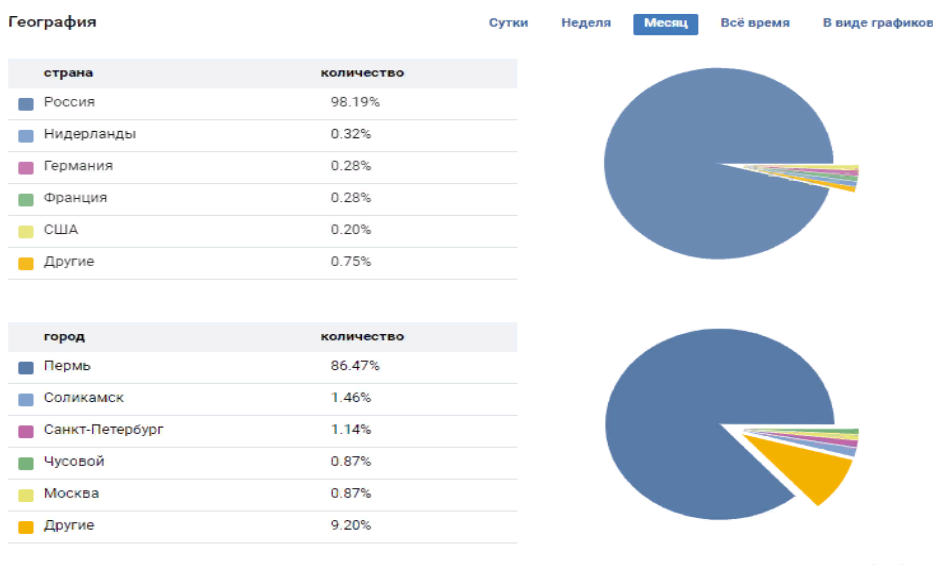 География Сутки Неделя Месяц Всё время В виде графиков
страна количество
Россия 98.19%
Нидерланды 0.32%
Германия 0.28%
Франция 0.28%
США 0.20%
Другие 0.75%
город количество
Пермь 86.47%
Соликамск 1.46%
Санкт-Петербург 1.14%
Чусовой 0.87%
Москва 0.87%
Другие 9.20%